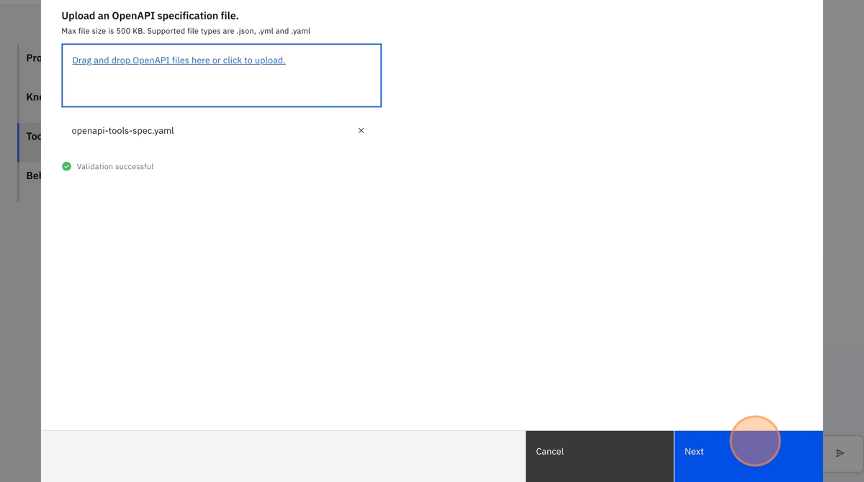 Upload an OpenAPI specification file.
Max file size is 500 KB. Supported file types are .json, .yml and .yaml
Drag and drop OpenAPI files here or click to upload.
Pro
Kno
openapi-tools-spec.yaml
Too
Validation successful
Beh
Cancel
Next